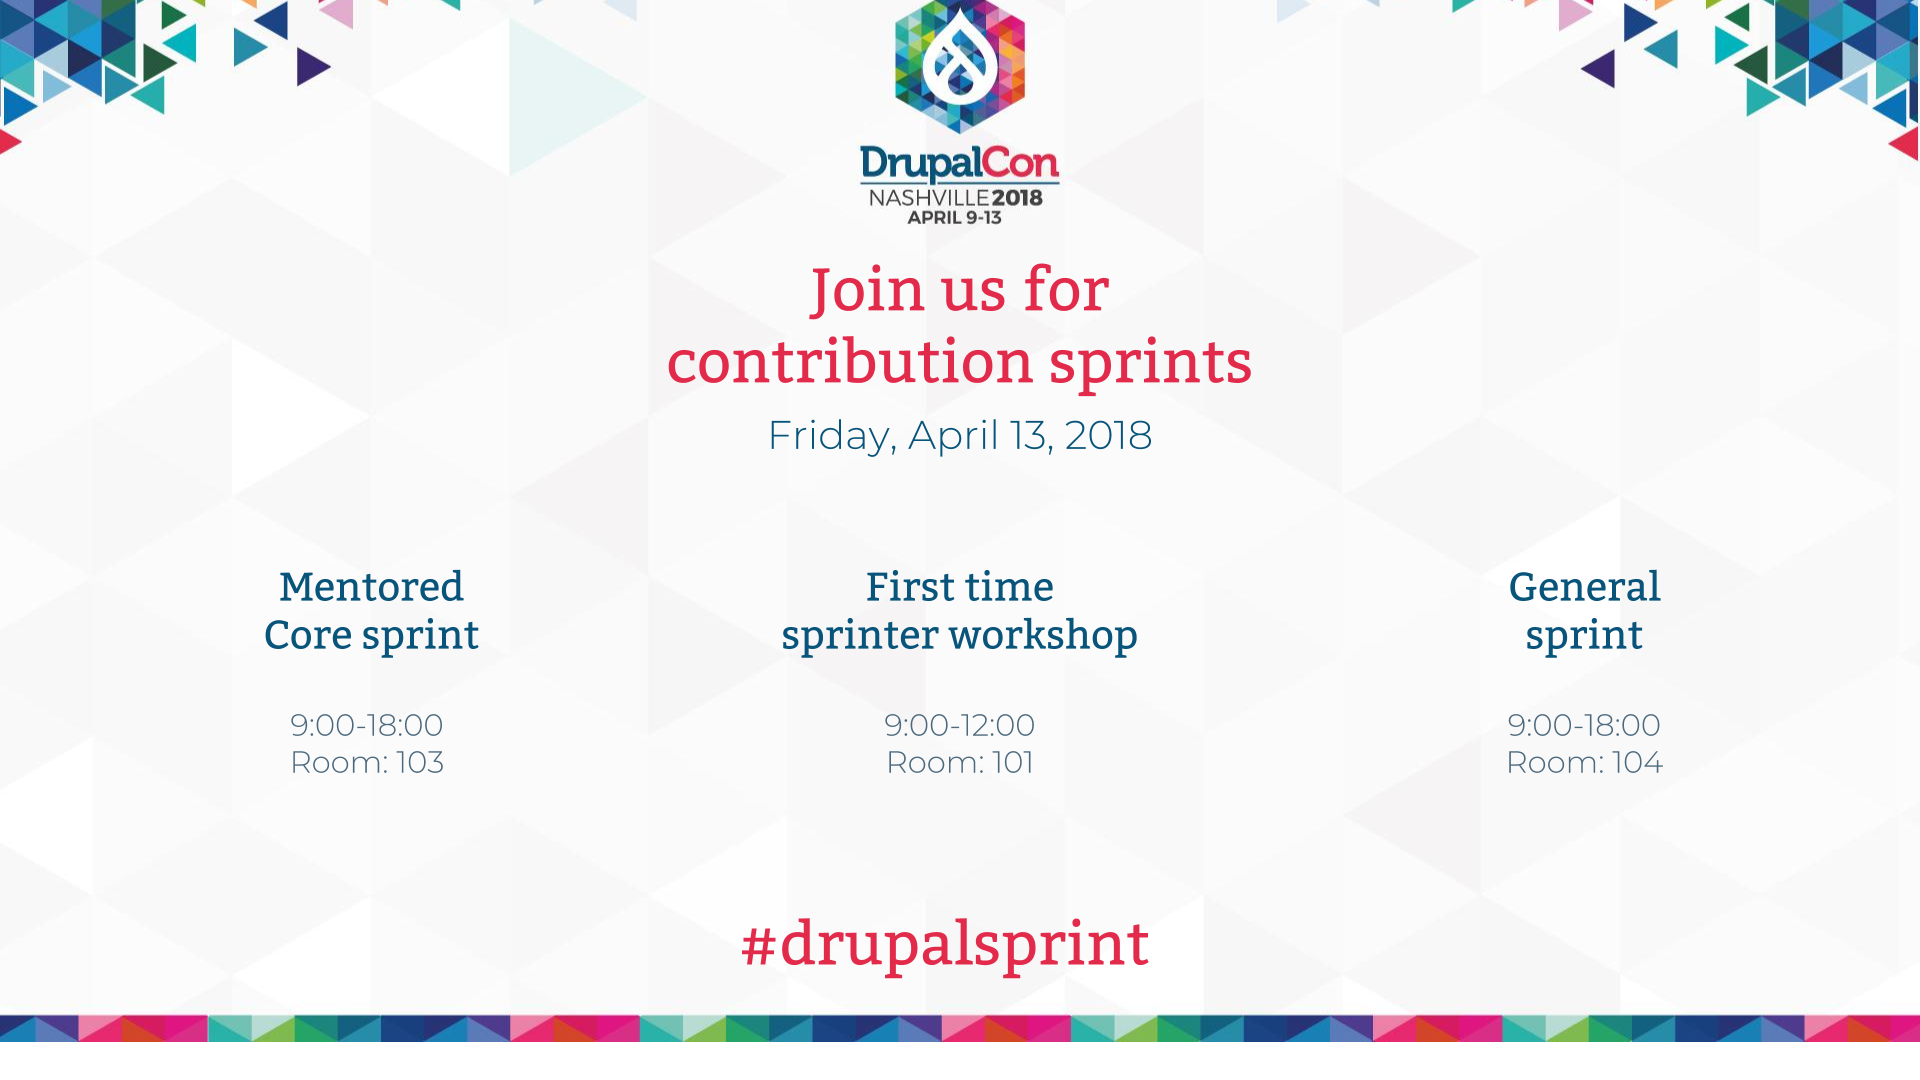 DrupalCon
NASHVILLE 2018
APRIL 9-13
Join us for
contribution sprints
Friday, April 13, 2018
Mentored
Core sprint
9:00-18:00
Room: 103
First time
sprinter workshop
9:00-12:00
Room: 101
General
sprint
9:00-18:00
Room: 104
#drupalsprint